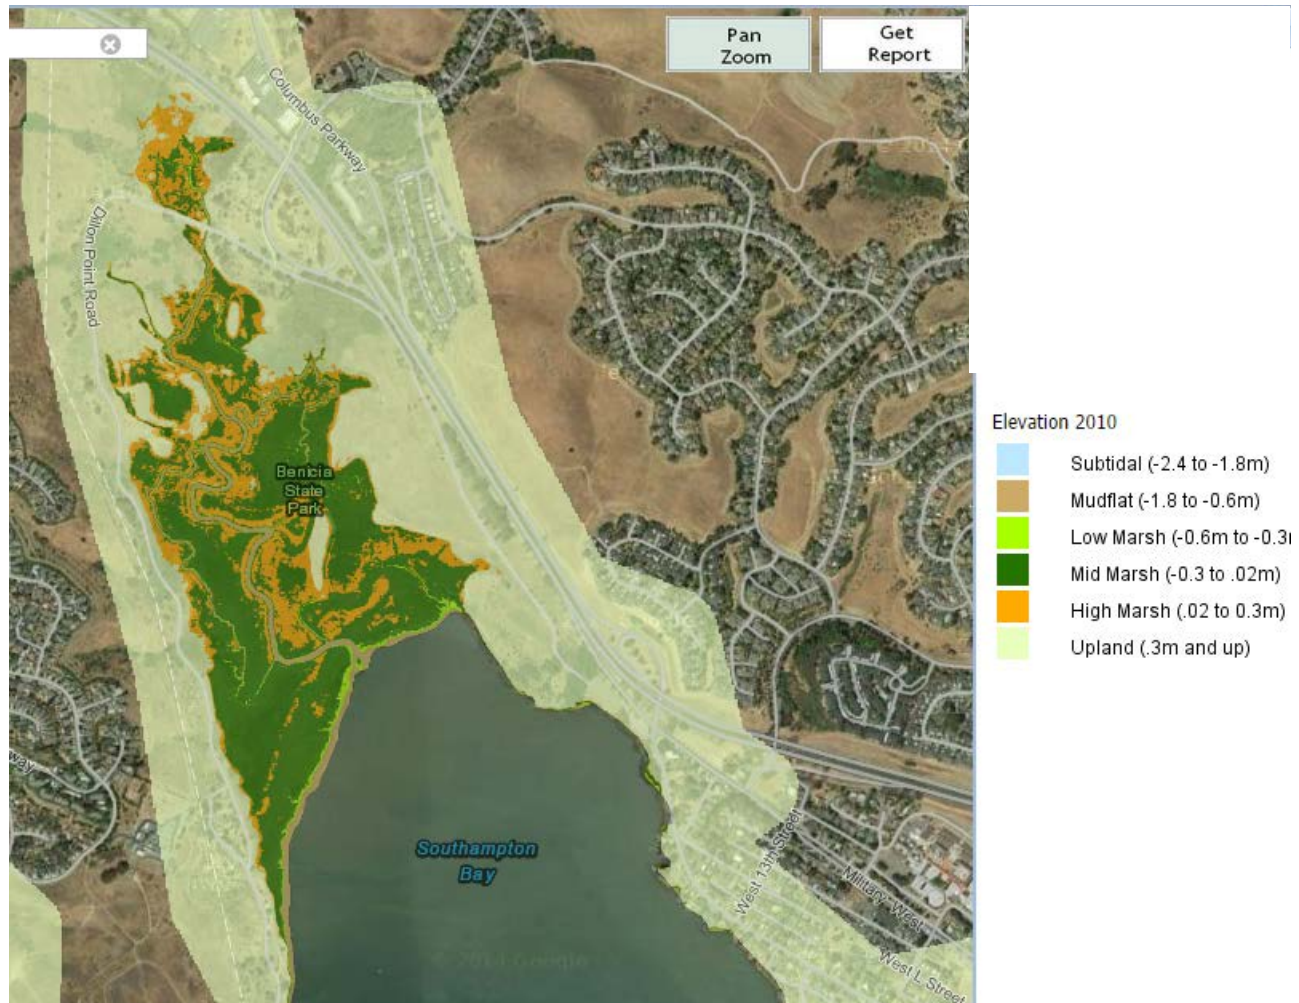 Pan
Zoom
Get
Report
Columbus Parkway
Dillon Point Road
Benicia
State
Park
Southampton
Bay
West 13th Street
Military West
West L Street
way
Elevation 2010
Subtidal (-2.4 to -1.8m)
Mudflat (-1.8 to -0.6m)
Low Marsh (-0.6m to -0.3
Mid Marsh (-0.3 to .02m)
High Marsh (.02 to 0.3m)
Upland (.3m and up)